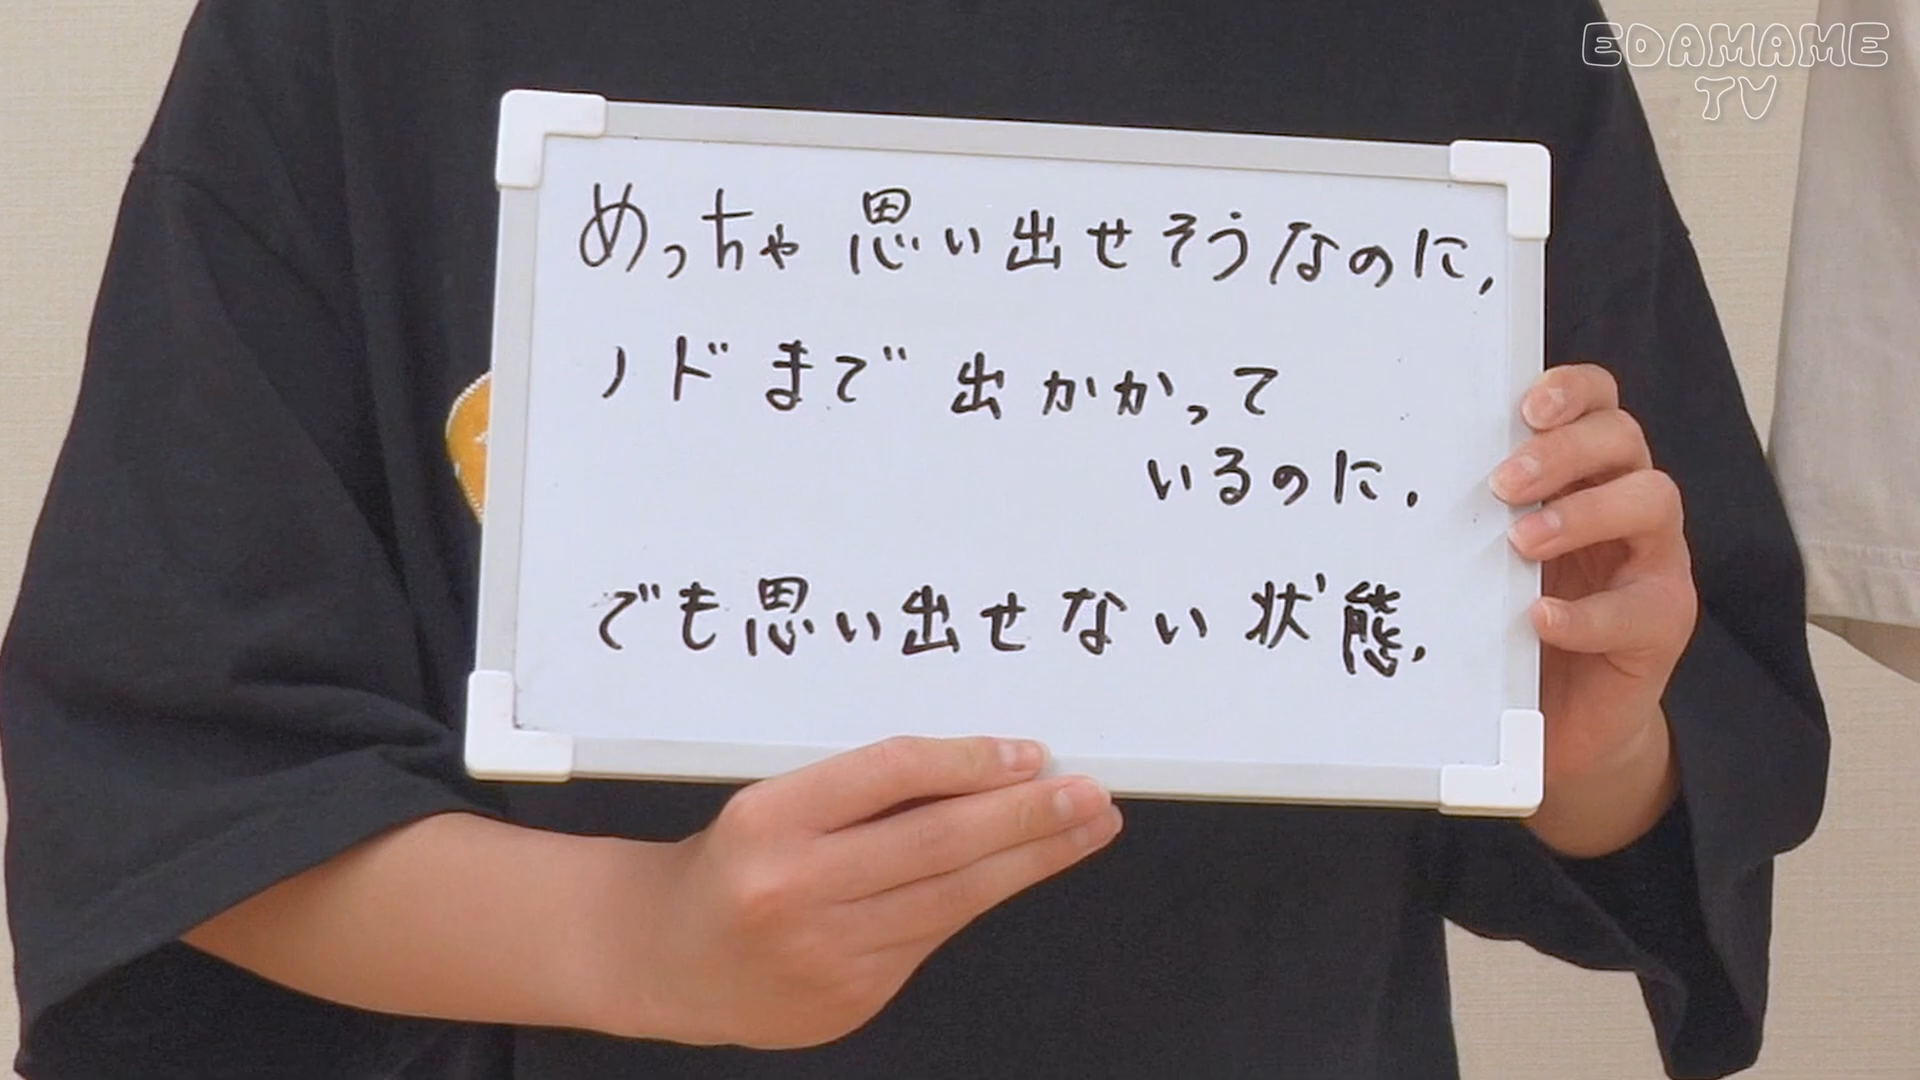 EDAMAME
TV
めっちゃ思い出せそうなのに,
ノドまで出かかって
いるのに.
でも思い出せない状態.